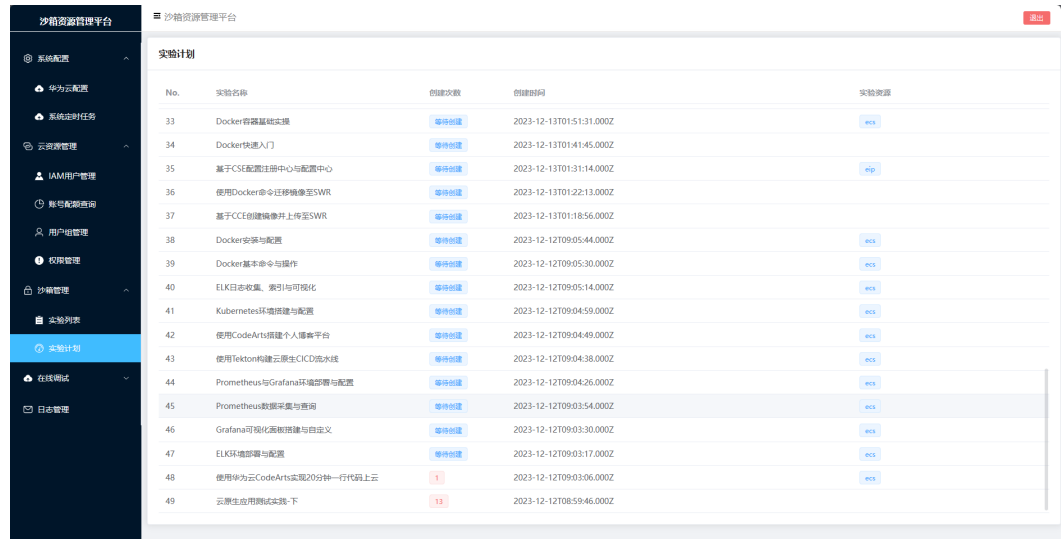 沙箱资源管理平台
沙箱资源管理平台
退出
系统配置
华为云配置
系统定时任务
云资源管理
IAM用户管理
账号配额查询
用户组管理
权限管理
沙箱管理
实验列表
实验计划
在线调试
日志管理
实验计划
No. 实验名称 创建次数 创建时间 实验资源
33 Docker容器基础实操 等待创建 2023-12-13T01:51:31.000Z ecs
34 Docker快速入门 等待创建 2023-12-13T01:41:45.000Z
35 基于CSE配置注册中心与配置中心 等待创建 2023-12-13T01:31:14.000Z eip
36 使用Docker命令迁移镜像至SWR 等待创建 2023-12-13T01:22:13.000Z
37 基于CCE创建镜像并上传至SWR 等待创建 2023-12-13T01:18:56.000Z
38 Docker安装与配置 等待创建 2023-12-12T09:05:44.000Z ecs
39 Docker基本命令与操作 等待创建 2023-12-12T09:05:30.000Z ecs
40 ELK日志收集、索引与可视化 等待创建 2023-12-12T09:05:14.000Z ecs
41 Kubernetes环境搭建与配置 等待创建 2023-12-12T09:04:59.000Z ecs
42 使用CodeArts搭建个人博客平台 等待创建 2023-12-12T09:04:49.000Z ecs
43 使用Tekton构建云原生CICD流水线 等待创建 2023-12-12T09:04:38.000Z ecs
44 Prometheus与Grafana环境部署与配置 等待创建 2023-12-12T09:04:26.000Z ecs
45 Prometheus数据采集与查询 等待创建 2023-12-12T09:03:54.000Z ecs
46 Grafana可视化面板搭建与自定义 等待创建 2023-12-12T09:03:30.000Z ecs
47 ELK环境部署与配置 等待创建 2023-12-12T09:03:17.000Z ecs
48 使用华为云CodeArts实现20分钟一行代码上云 1 2023-12-12T09:03:06.000Z ecs
49 云原生应用测试实践-下 13 2023-12-12T08:59:46.000Z